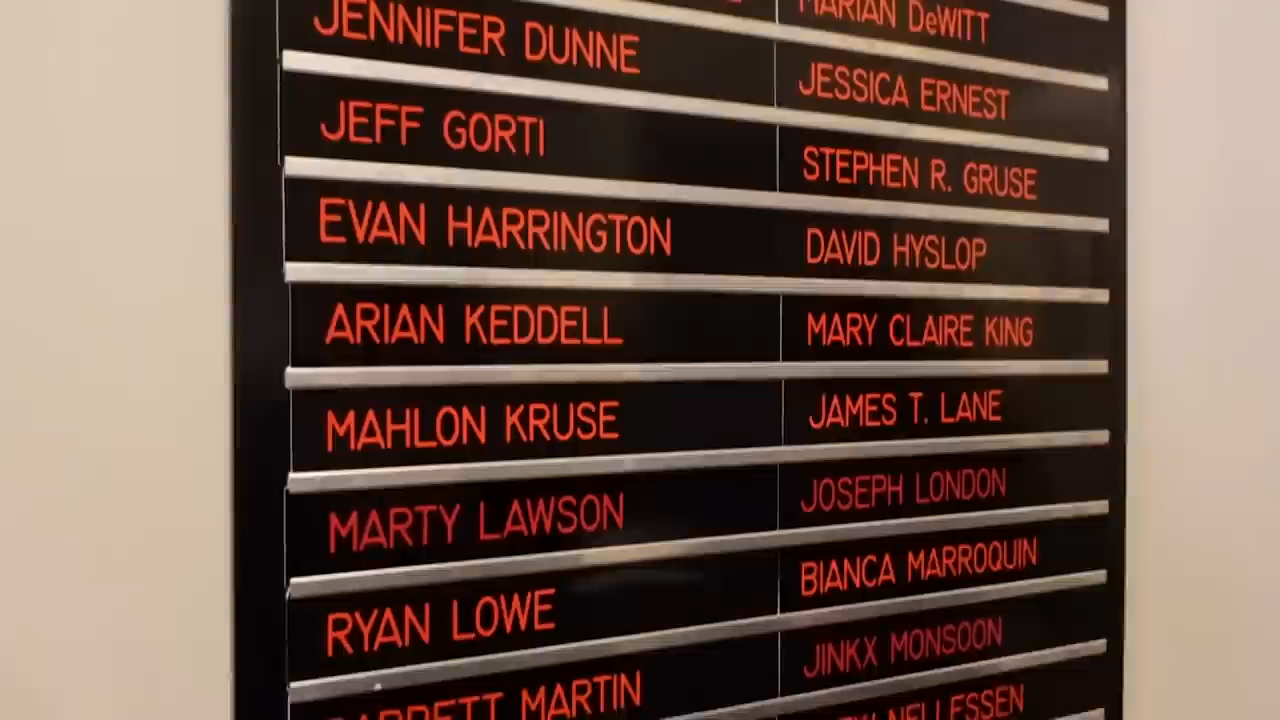 JENNIFER DUNNE
JEFF GORTI
EVAN HARRINGTON
ARIAN KEDDELL
MAHLON KRUSE
MARTY LAWSON
RYAN LOWE
MARTIN
MARIAN DeWITT
JESSICA ERNEST
STEPHEN R. GRUSE
DAVID HYSLOP
MARY CLAIRE KING
JAMES T. LANE
JOSEPH LONDON
BIANCA MARROQUIN
JINKX MONSOON
NELLESSEN